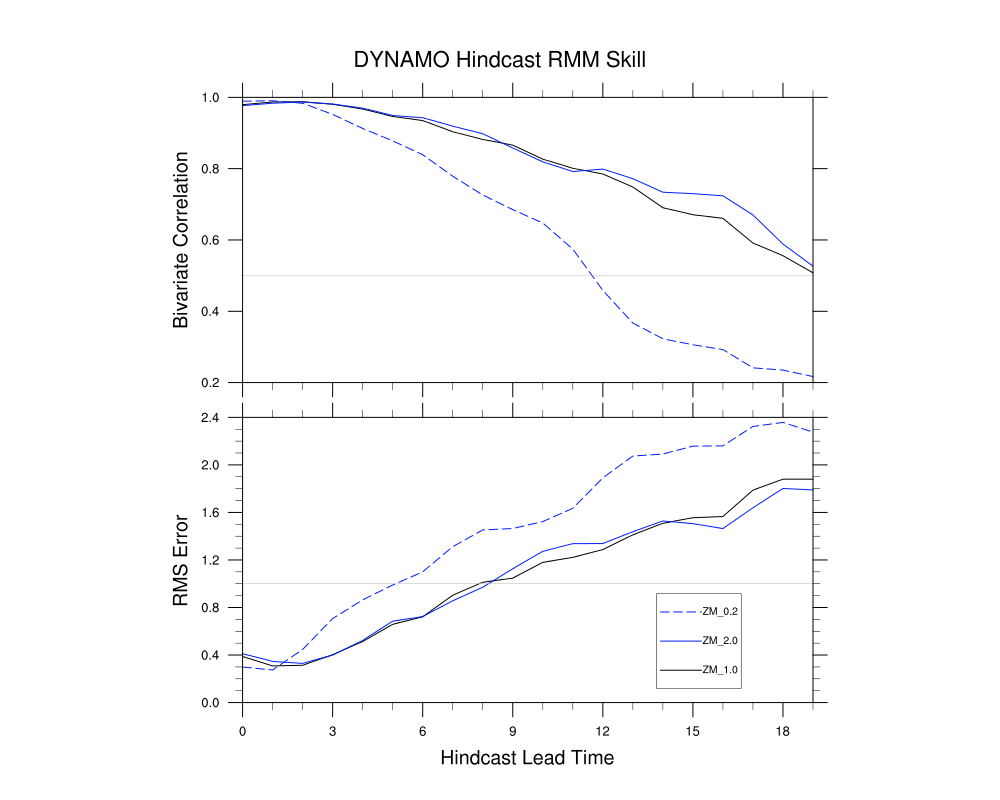 DYNAMO Hindcast RMM Skill
1.0
0.8
0.6
0.4
0.2
Bivariate Correlation
2.4
2.0
1.6
1.2
0.8
0.4
0.0
RMS Error
ZM_0.2
ZM_2.0
ZM_1.0
0 3 6 9 12 15 18
Hindcast Lead Time